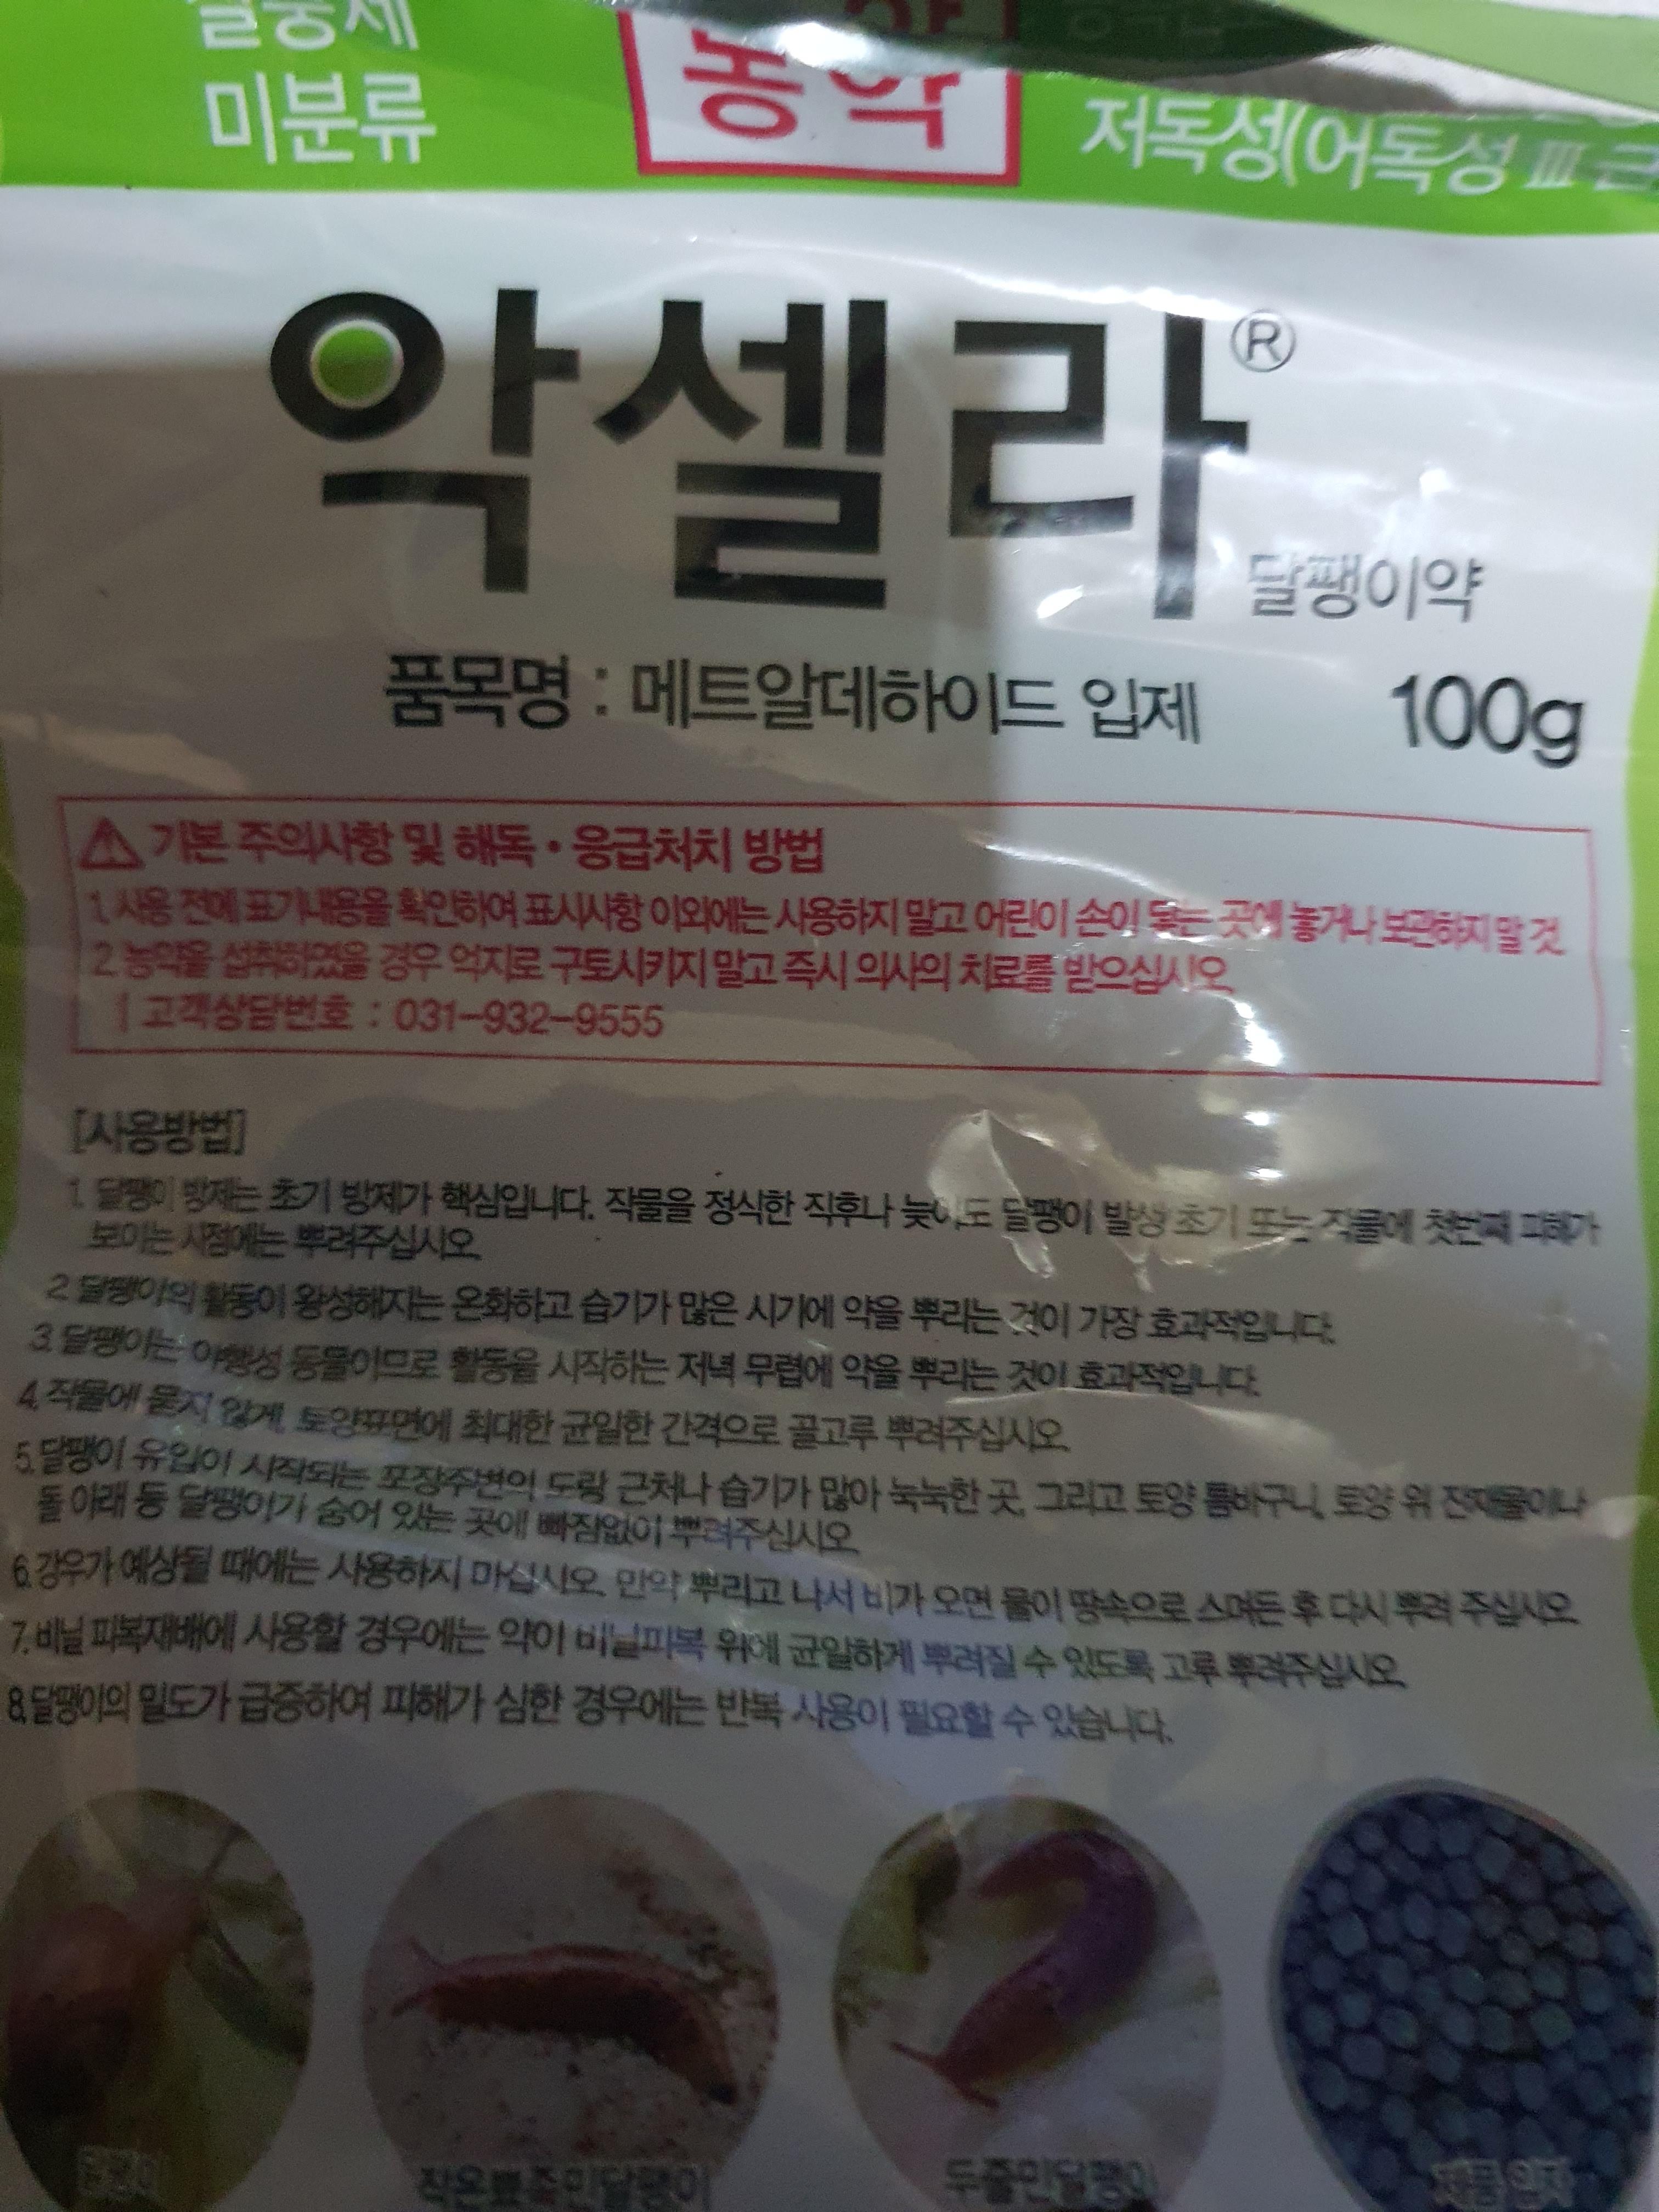 살충제
미분류
농약
저독성(어독성 Ⅲ급
악셀라®
달팽이약
품목명 : 메트알데하이드 입제 100g
기본 주의사항 및 해독·응급처치 방법
1. 사용 전에 표기내용을 확인하여 표시사항 이외에는 사용하지 말고 어린이 손이 닿는 곳에 놓거나 보관하지 말 것.
2. 농약을 섭취하였을 경우 억지로 구토시키지 말고 즉시 의사의 치료를 받으십시오.
| 고객상담번호 : 031-932-9555
[사용방법]
1. 달팽이 방제는 초기 방제가 핵심입니다. 작물을 정식한 직후나 늦어도 달팽이 발생 초기 또는 작물에 첫번째 피해가
보이는 시점에는 뿌려주십시오.
2. 달팽이의 활동이 왕성해지는 온화하고 습기가 많은 시기에 약을 뿌리는 것이 가장 효과적입니다.
3. 달팽이는 야행성 동물이므로 활동을 시작하는 저녁 무렵에 약을 뿌리는 것이 효과적입니다.
4. 작물에 묻지 않게, 토양표면에 최대한 균일한 간격으로 골고루 뿌려주십시오.
5. 달팽이 유입이 시작되는 포장주변의 도랑 근처나 습기가 많아 눅눅한 곳, 그리고 토양 틈바구니, 토양 위 잔재물이나
돌 아래 등 달팽이가 숨어 있는 곳에 빠짐없이 뿌려주십시오.
6. 강우가 예상될 때에는 사용하지 마십시오. 만약 뿌리고 나서 비가 오면 물이 땅속으로 스며든 후 다시 뿌려 주십시오.
7. 비닐 피복재배에 사용할 경우에는 약이 비닐피복 위에 균일하게 뿌려질 수 있도록 고루 뿌려주십시오.
8. 달팽이의 밀도가 급증하여 피해가 심한 경우에는 반복 사용이 필요할 수 있습니다.
달팽이
작은뾰족민달팽이
두줄민달팽이